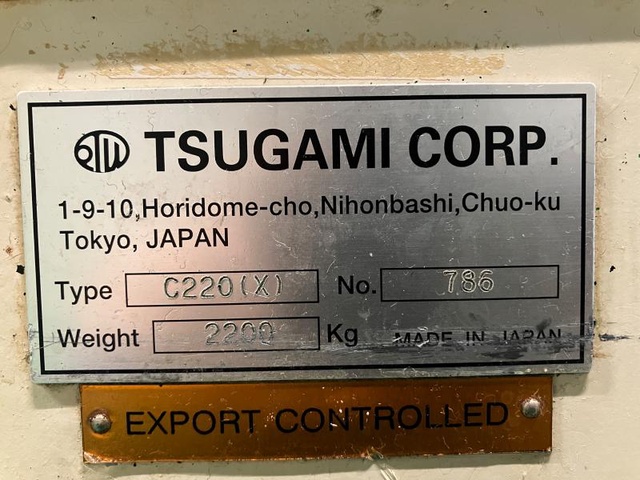 TSUGAMI CORP.
1-9-10,Horidome-cho,Nihonbashi,Chuo-ku
Tokyo, JAPAN
Type C220(X) No. 786
Weight 2200 Kg MADE IN JAPAN
EXPORT CONTROLLED